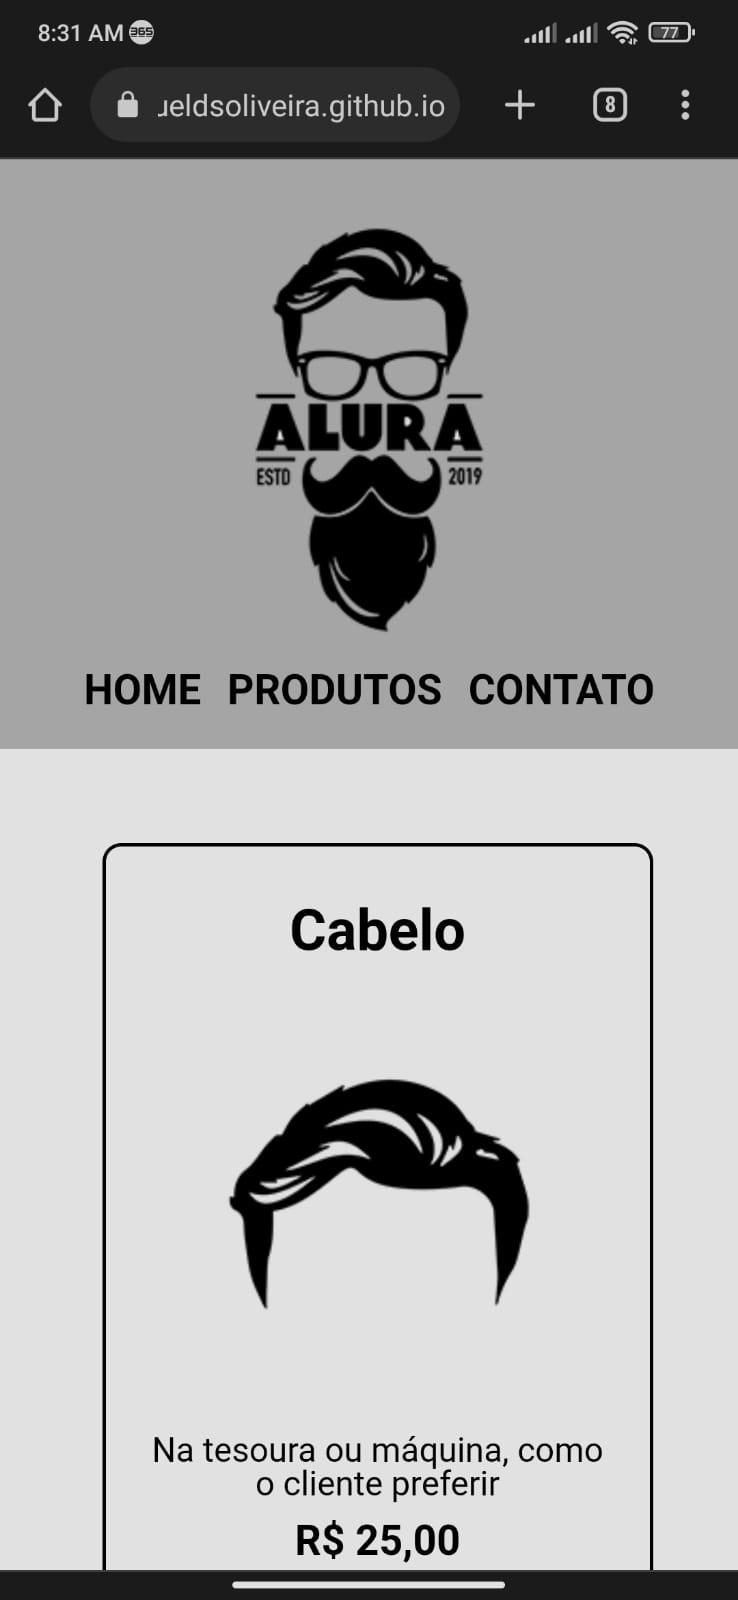 8:31 AM 365
77
ueldsoliveira.github.io
8
ALURA
ESTD 2019
HOME PRODUTOS CONTATO
Cabelo
Na tesoura ou máquina, como
o cliente preferir
R$ 25,00